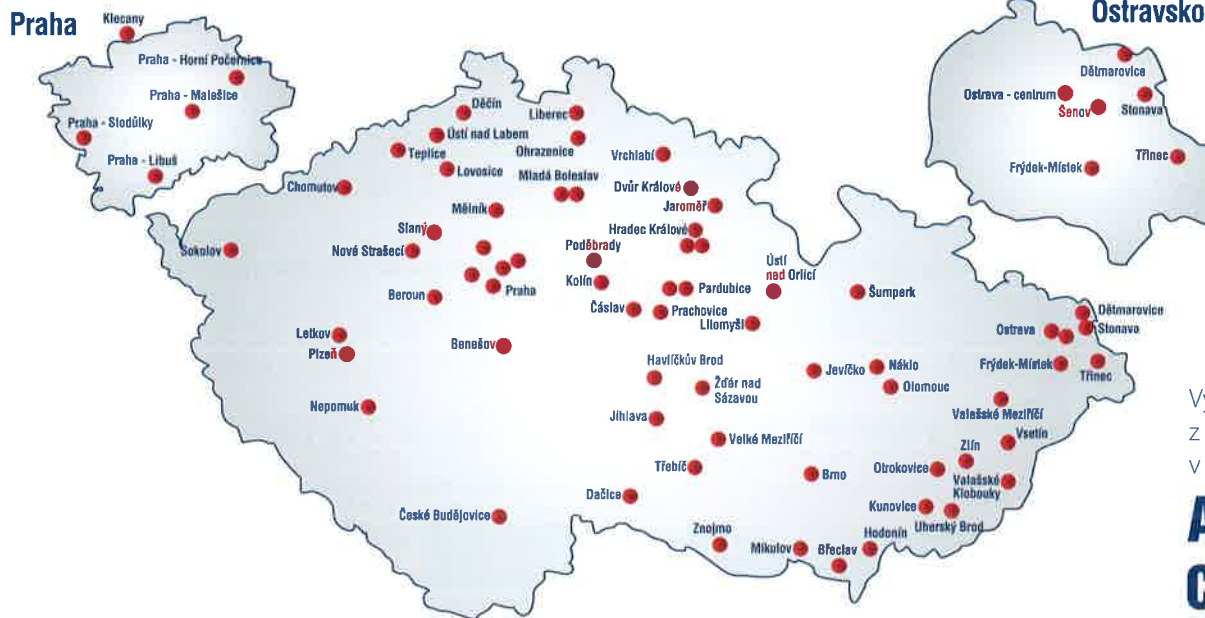 Praha
Klecany
Praha - Horní Počernice
Praha - Malešice
Praha - Stodůlky
Praha - Libuš
Ostravsko
Dětmarovice
Ostrava - centrum
Šenov
Stonava
Třinec
Frýdek-Místek
Děčín
Liberec
Ústí nad Labem
Ohrazenice
Teplice
Vrchlabí
Lovosice
Mladá Boleslav
Chomutov
Dvůr Králové
Jaroměř
Mělník
Slaný
Hradec Králové
Sokolov
Nové Strašecí
Poděbrady
Ústí
nad Orlicí
Kolín
Praha
Pardubice
Šumperk
Beroun
Čáslav
Prachovice
Litomyšl
Dětmarovice
Ostrava
Stonava
Letkov
Plzeň
Benešov
Havlíčkův Brod
Frýdek-Místek
Třinec
Jevíčko
Náklo
Žďár nad
Sázavou
Olomouc
Nepomuk
Jihlava
Valašské Meziříčí
Velké Meziříčí
Vsetín
Zlín
Třebíč
Brno
Otrokovice
Valašské
Klobouky
Dačice
Kunovice
České Budějovice
Uherský Brod
Znojmo
Hodonín
Mikulov
Břeclav
z
v